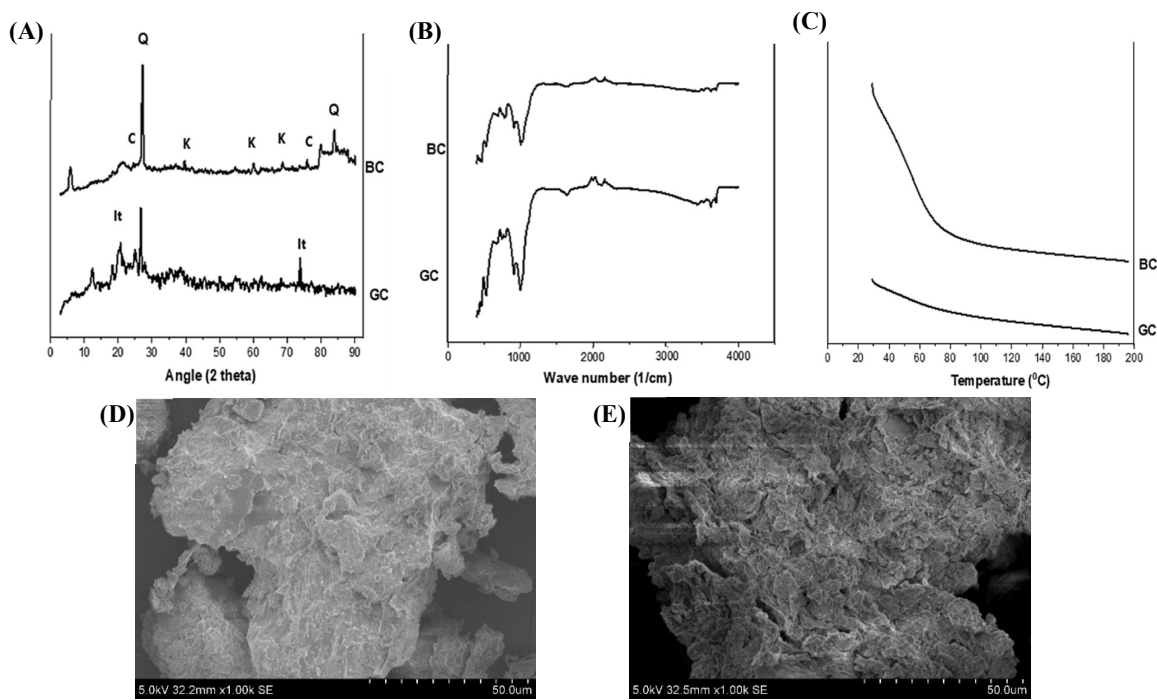 (A)
Q
C
K
K
K
C
Q
BC
It
It
GC
0 10 20 30 40 50 60 70 80 90
Angle (2 theta)
(B)
BC
GC
0 1000 2000 3000 4000
Wave number (1/cm)
(C)
BC
GC
0 20 40 60 80 100 120 140 160 180 200
Temperature (⁰C)
(D)
5.0kV 32.2mm x1.00k SE 50.0um
(E)
5.0kV 32.5mm x1.00k SE 50.0um